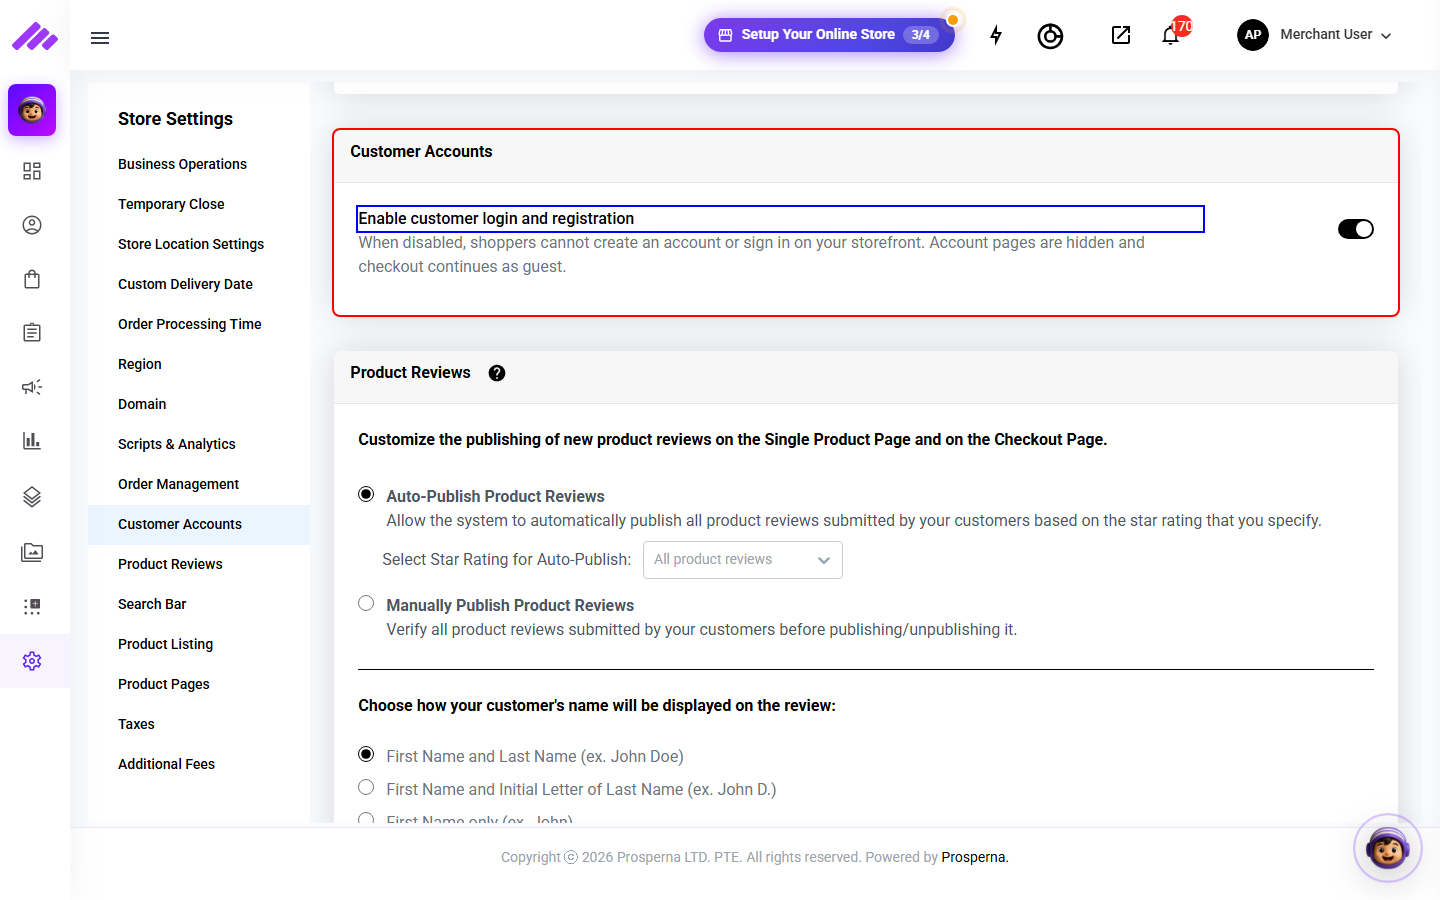 Setup Your Online Store 3/4
170
AP Merchant User
Store Settings
Business Operations
Temporary Close
Store Location Settings
Custom Delivery Date
Order Processing Time
Region
Domain
Scripts & Analytics
Order Management
Customer Accounts
Product Reviews
Search Bar
Product Listing
Product Pages
Taxes
Additional Fees
Customer Accounts
Enable customer login and registration
When disabled, shoppers cannot create an account or sign in on your storefront. Account pages are hidden and
checkout continues as guest.
Product Reviews ?
Customize the publishing of new product reviews on the Single Product Page and on the Checkout Page.
Auto-Publish Product Reviews
Allow the system to automatically publish all product reviews submitted by your customers based on the star rating that you specify.
Select Star Rating for Auto-Publish: All product reviews
Manually Publish Product Reviews
Verify all product reviews submitted by your customers before publishing/unpublishing it.
Choose how your customer's name will be displayed on the review:
First Name and Last Name (ex. John Doe)
First Name and Initial Letter of Last Name (ex. John D.)
First Name only (ex. John)
Copyright © 2026 Prosperna LTD. PTE. All rights reserved. Powered by Prosperna.